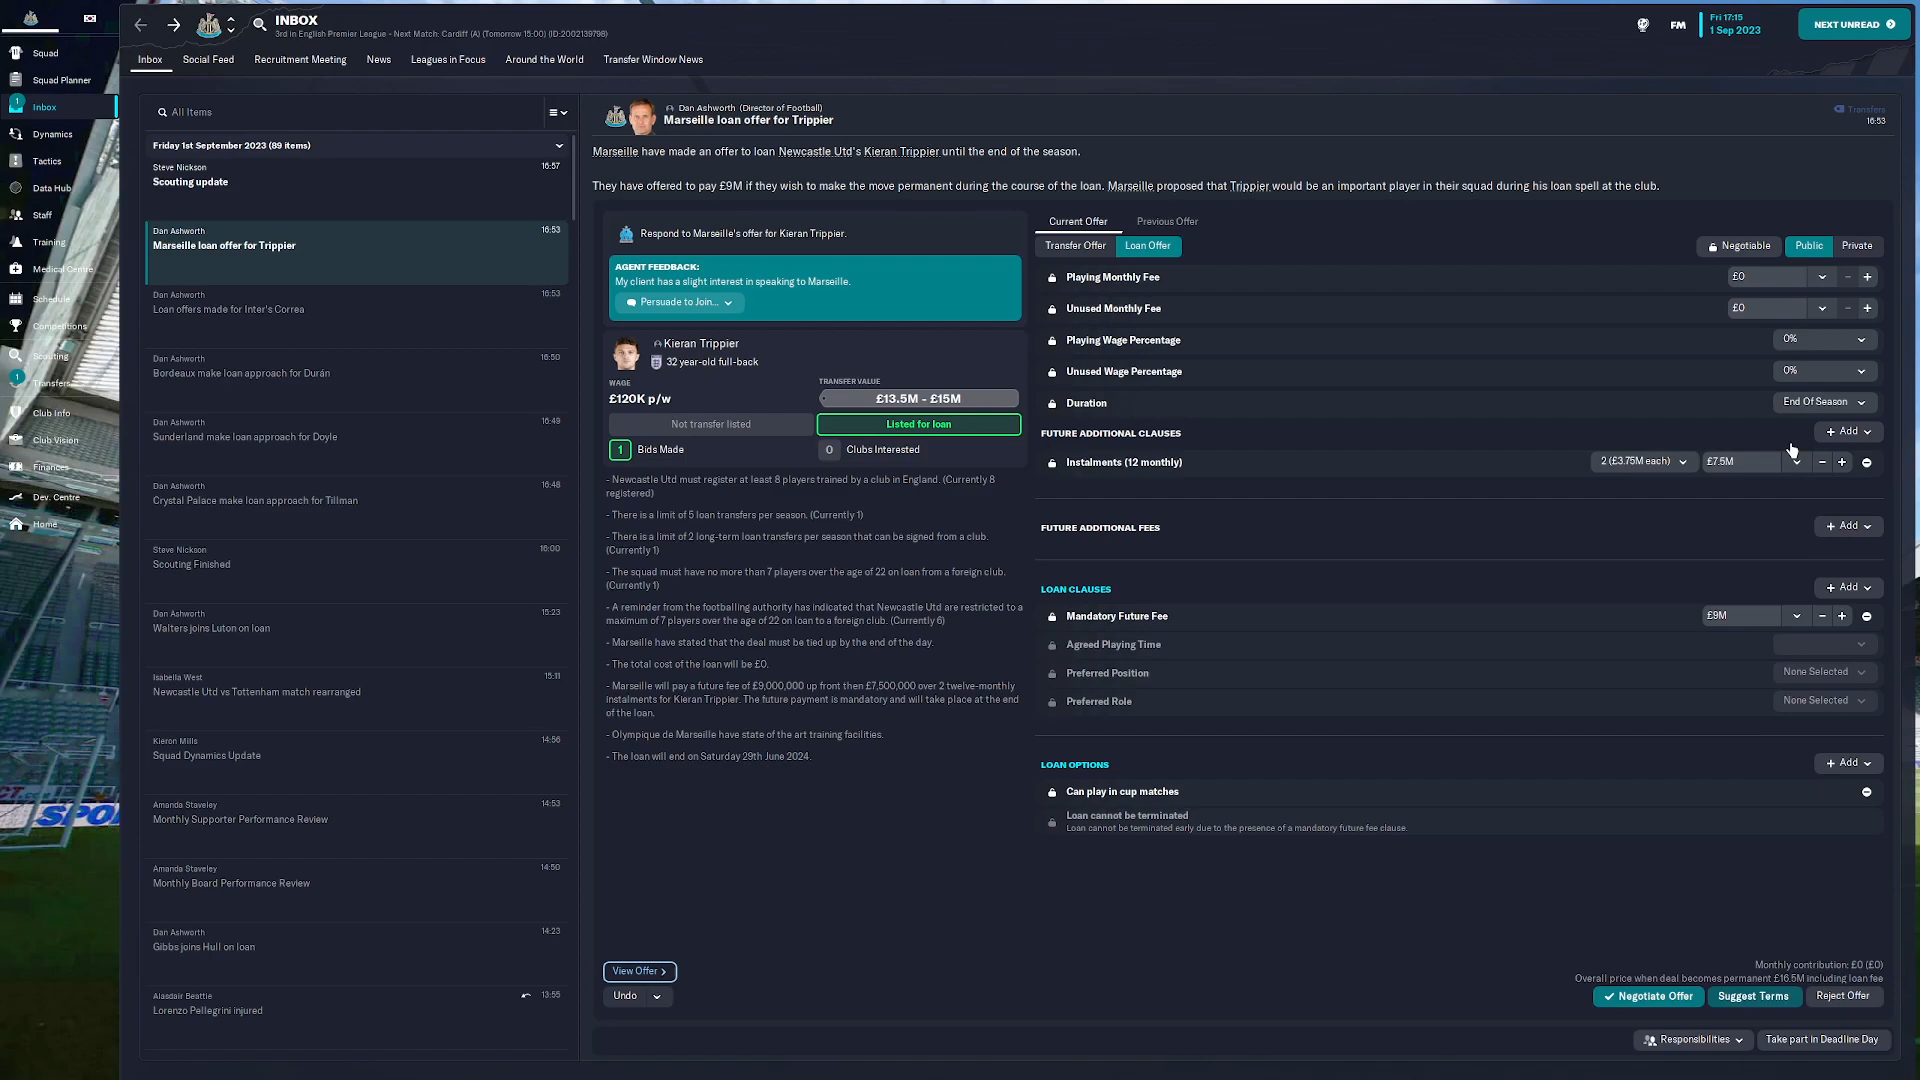 INBOX
3rd in English Premier League - Next Match: Cardiff (A) (Tomorrow 15:00) (ID:2002139798)
FM
Fri 17:15
1 Sep 2023
NEXT UNREAD
Squad
Squad Planner
1
Inbox
Dynamics
Tactics
Data Hub
Staff
Training
Medical Centre
Schedule
Competitions
Scouting
1
Transfers
Club Info
Club Vision
Finances
Dev. Centre
Home
Inbox
Social Feed
Recruitment Meeting
News
Leagues in Focus
Around the World
Transfer Window News
All Items
Friday 1st September 2023 (89 items)
Steve Nickson 16:57
Scouting update
Dan Ashworth 16:53
Marseille loan offer for Trippier
Dan Ashworth 16:53
Loan offers made for Inter's Correa
Dan Ashworth 16:50
Bordeaux make loan approach for Durán
Dan Ashworth 16:49
Sunderland make loan approach for Doyle
Dan Ashworth 16:48
Crystal Palace make loan approach for Tillman
Steve Nickson 16:00
Scouting Finished
Dan Ashworth 15:23
Walters joins Luton on loan
Isabella West 15:11
Newcastle Utd vs Tottenham match rearranged
Kieron Mills 14:56
Squad Dynamics Update
Amanda Staveley 14:53
Monthly Supporter Performance Review
Amanda Staveley 14:50
Monthly Board Performance Review
Dan Ashworth 14:23
Gibbs joins Hull on loan
Alasdair Beattie 13:55
Lorenzo Pellegrini injured
Dan Ashworth (Director of Football)
Marseille loan offer for Trippier
Transfers
16:53
Marseille have made an offer to loan Newcastle Utd's Kieran Trippier until the end of the season.
They have offered to pay £9M if they wish to make the move permanent during the course of the loan. Marseille proposed that Trippier would be an important player in their squad during his loan spell at the club.
Respond to Marseille's offer for Kieran Trippier.
AGENT FEEDBACK:
My client has a slight interest in speaking to Marseille.
Persuade to Join...
Kieran Trippier
32 year-old full-back
WAGE
TRANSFER VALUE
£120K p/w
£13.5M - £15M
Not transfer listed
Listed for loan
1 Bids Made
0 Clubs Interested
- Newcastle Utd must register at least 8 players trained by a club in England. (Currently 8
registered)
- There is a limit of 5 loan transfers per season. (Currently 1)
- There is a limit of 2 long-term loan transfers per season that can be signed from a club.
(Currently 1)
- The squad must have no more than 7 players over the age of 22 on loan from a foreign club.
(Currently 1)
- A reminder from the footballing authority has indicated that Newcastle Utd are restricted to a
maximum of 7 players over the age of 22 on loan to a foreign club. (Currently 6)
- Marseille have stated that the deal must be tied up by the end of the day.
- The total cost of the loan will be £0.
- Marseille will pay a future fee of £9,000,000 up front then £7,500,000 over 2 twelve-monthly
instalments for Kieran Trippier. The future payment is mandatory and will take place at the end
of the loan.
- Olympique de Marseille have state of the art training facilities.
- The loan will end on Saturday 29th June 2024.
View Offer
Undo
Current Offer
Previous Offer
Transfer Offer
Loan Offer
Negotiable
Public
Private
Playing Monthly Fee £0
Unused Monthly Fee £0
Playing Wage Percentage 0%
Unused Wage Percentage 0%
Duration End Of Season
FUTURE ADDITIONAL CLAUSES + Add
Instalments (12 monthly) 2 (£3.75M each) £7.5M
FUTURE ADDITIONAL FEES + Add
LOAN CLAUSES + Add
Mandatory Future Fee £9M
Agreed Playing Time
Preferred Position None Selected
Preferred Role None Selected
LOAN OPTIONS + Add
Can play in cup matches
Loan cannot be terminated
Loan cannot be terminated early due to the presence of a mandatory future fee clause.
Monthly contribution: £0 (£0)
Overall price when deal becomes permanent £16.5M including loan fee
Negotiate Offer
Suggest Terms
Reject Offer
Responsibilities
Take part in Deadline Day